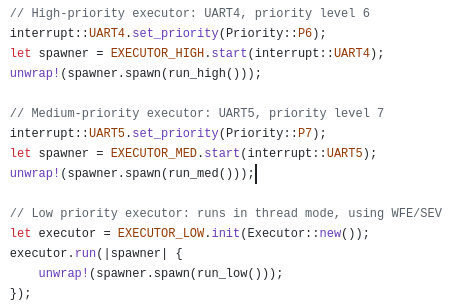 // High-priority executor: UART4, priority level 6
interrupt::UART4.set_priority(Priority::P6);
let spawner = EXECUTOR_HIGH.start(interrupt::UART4);
unwrap!(spawner.spawn(run_high()));

// Medium-priority executor: UART5, priority level 7
interrupt::UART5.set_priority(Priority::P7);
let spawner = EXECUTOR_MED.start(interrupt::UART5);
unwrap!(spawner.spawn(run_med()));

// Low priority executor: runs in thread mode, using WFE/SEV
let executor = EXECUTOR_LOW.init(Executor::new());
executor.run(|spawner| {
    unwrap!(spawner.spawn(run_low()));
});